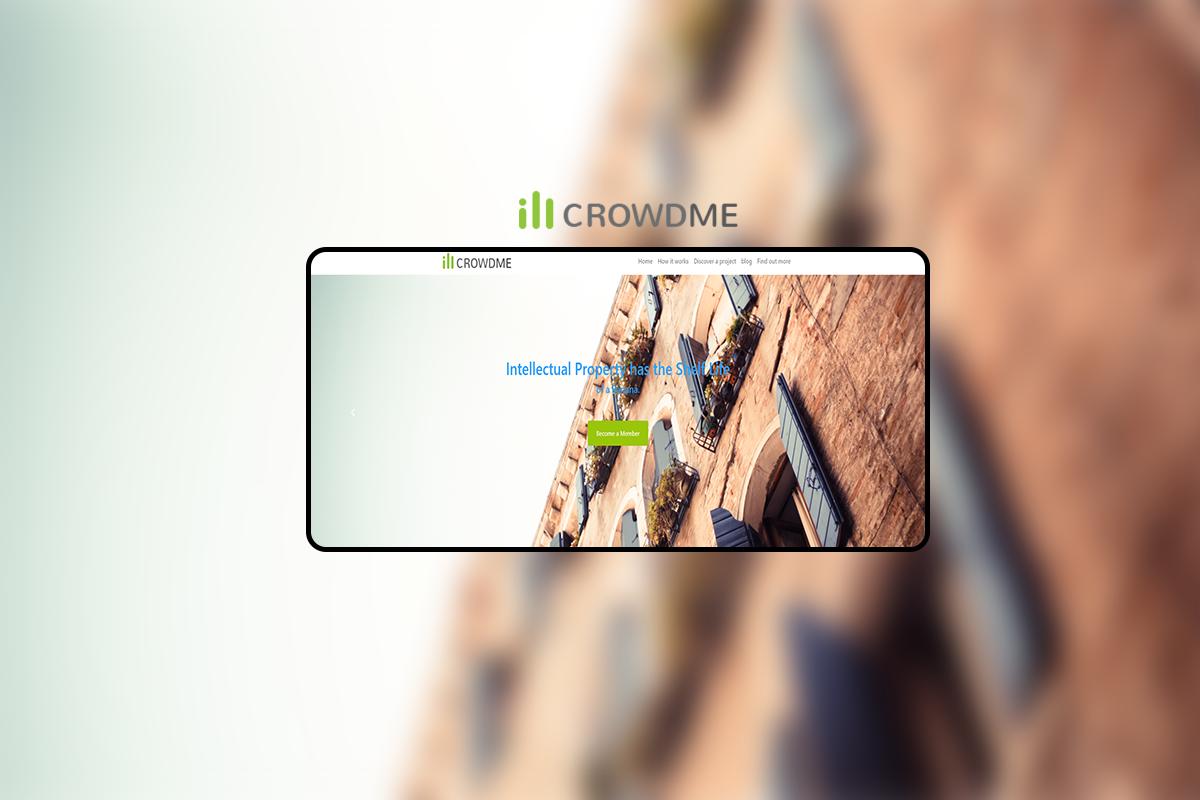 CROWDME
CROWDME
Home How it works Discover a project blog Find out more
Intellectual Property has the Shelf Life
of a Banana.
Become a Member